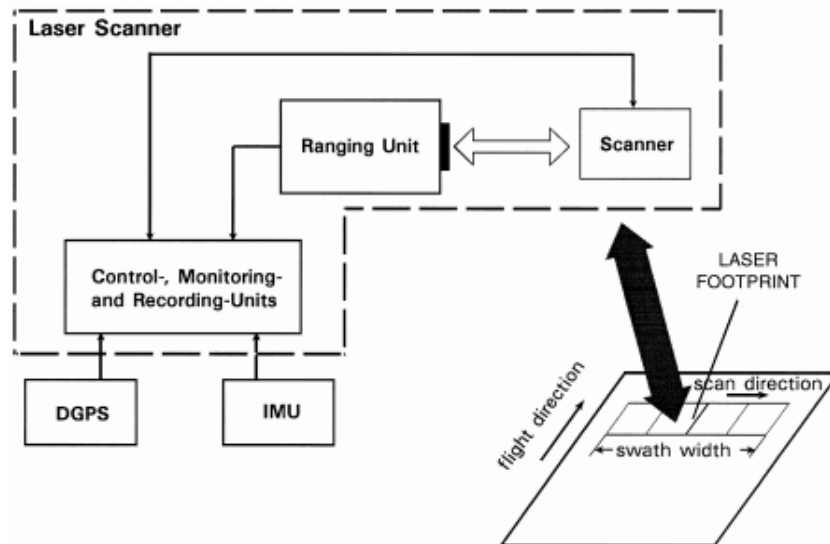 Laser Scanner
Ranging Unit
Scanner
Control-, Monitoring-
and Recording-Units
DGPS
IMU
LASER
FOOTPRINT
scan direction
flight direction
swath width